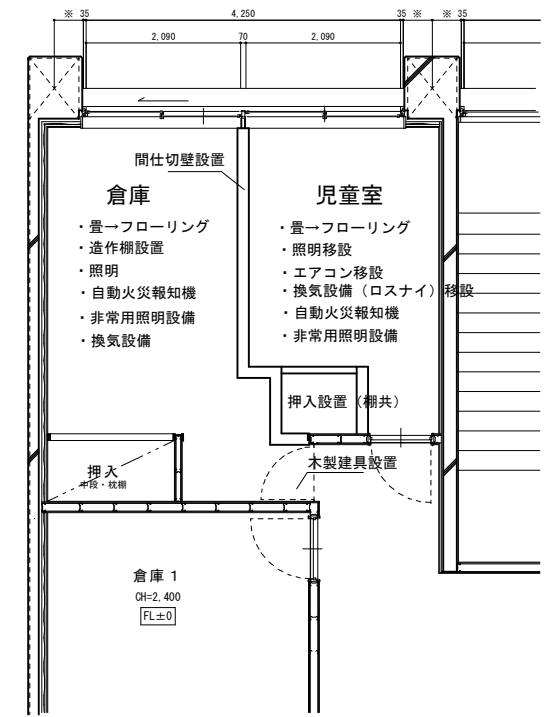 ※ 35 4,250 35 ※ ※ 35
2,090 70 2,090
間仕切壁設置
倉庫
・畳→フローリング
・造作棚設置
・照明
・自動火災報知機
・非常用照明設備
・換気設備
児童室
・畳→フローリング
・照明移設
・エアコン移設
・換気設備（ロスナイ）移設
・自動火災報知機
・非常用照明設備
押入設置（棚共）
木製建具設置
押入
中段・枕棚
倉庫 1
CH=2,400
FL±0